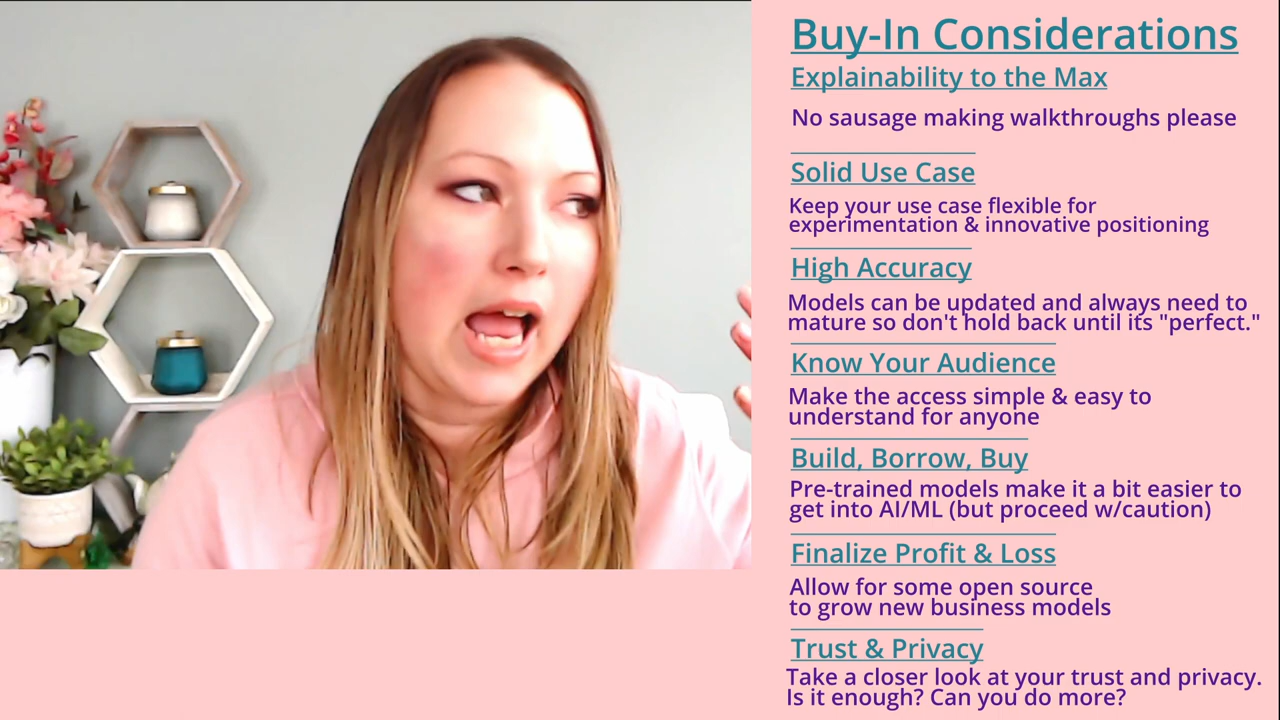 Buy-In Considerations
Explainability to the Max
No sausage making walkthroughs please
Solid Use Case
Keep your use case flexible for
experimentation & innovative positioning
High Accuracy
Models can be updated and always need to
mature so don't hold back until its "perfect."
Know Your Audience
Make the access simple & easy to
understand for anyone
Build, Borrow, Buy
Pre-trained models make it a bit easier to
get into AI/ML (but proceed w/caution)
Finalize Profit & Loss
Allow for some open source
to grow new business models
Trust & Privacy
Take a closer look at your trust and privacy.
Is it enough? Can you do more?